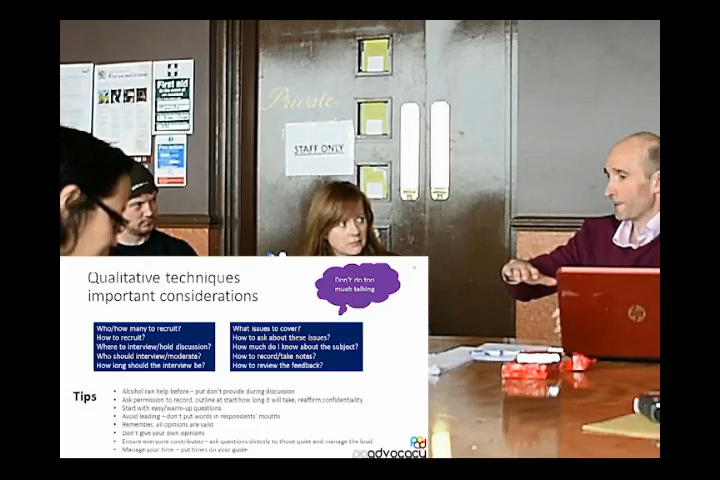 Private
STAFF ONLY
First aid
Fire action
hp
Qualitative techniques
important considerations
Don't do too
much talking
Who/how many to recruit?
How to recruit?
Where to interview/hold discussion?
Who should interview/moderate?
How long should the interview be?
What issues to cover?
How to ask about these issues?
How much do I know about the subject?
How to record/take notes?
How to review the feedback?
Tips
Alcohol can help before – put don't provide during discussion
Ask permission to record, outline at start how long it will take, reaffirm confidentiality
Start with easy/warm-up questions
Avoid leading – don't put words in respondents' mouths
Remember, all opinions are valid
Don't give your own opinions
Ensure everyone contributes – ask questions directly to those quiet and manage the loud
Manage your time – put timers on your guide
advocacy